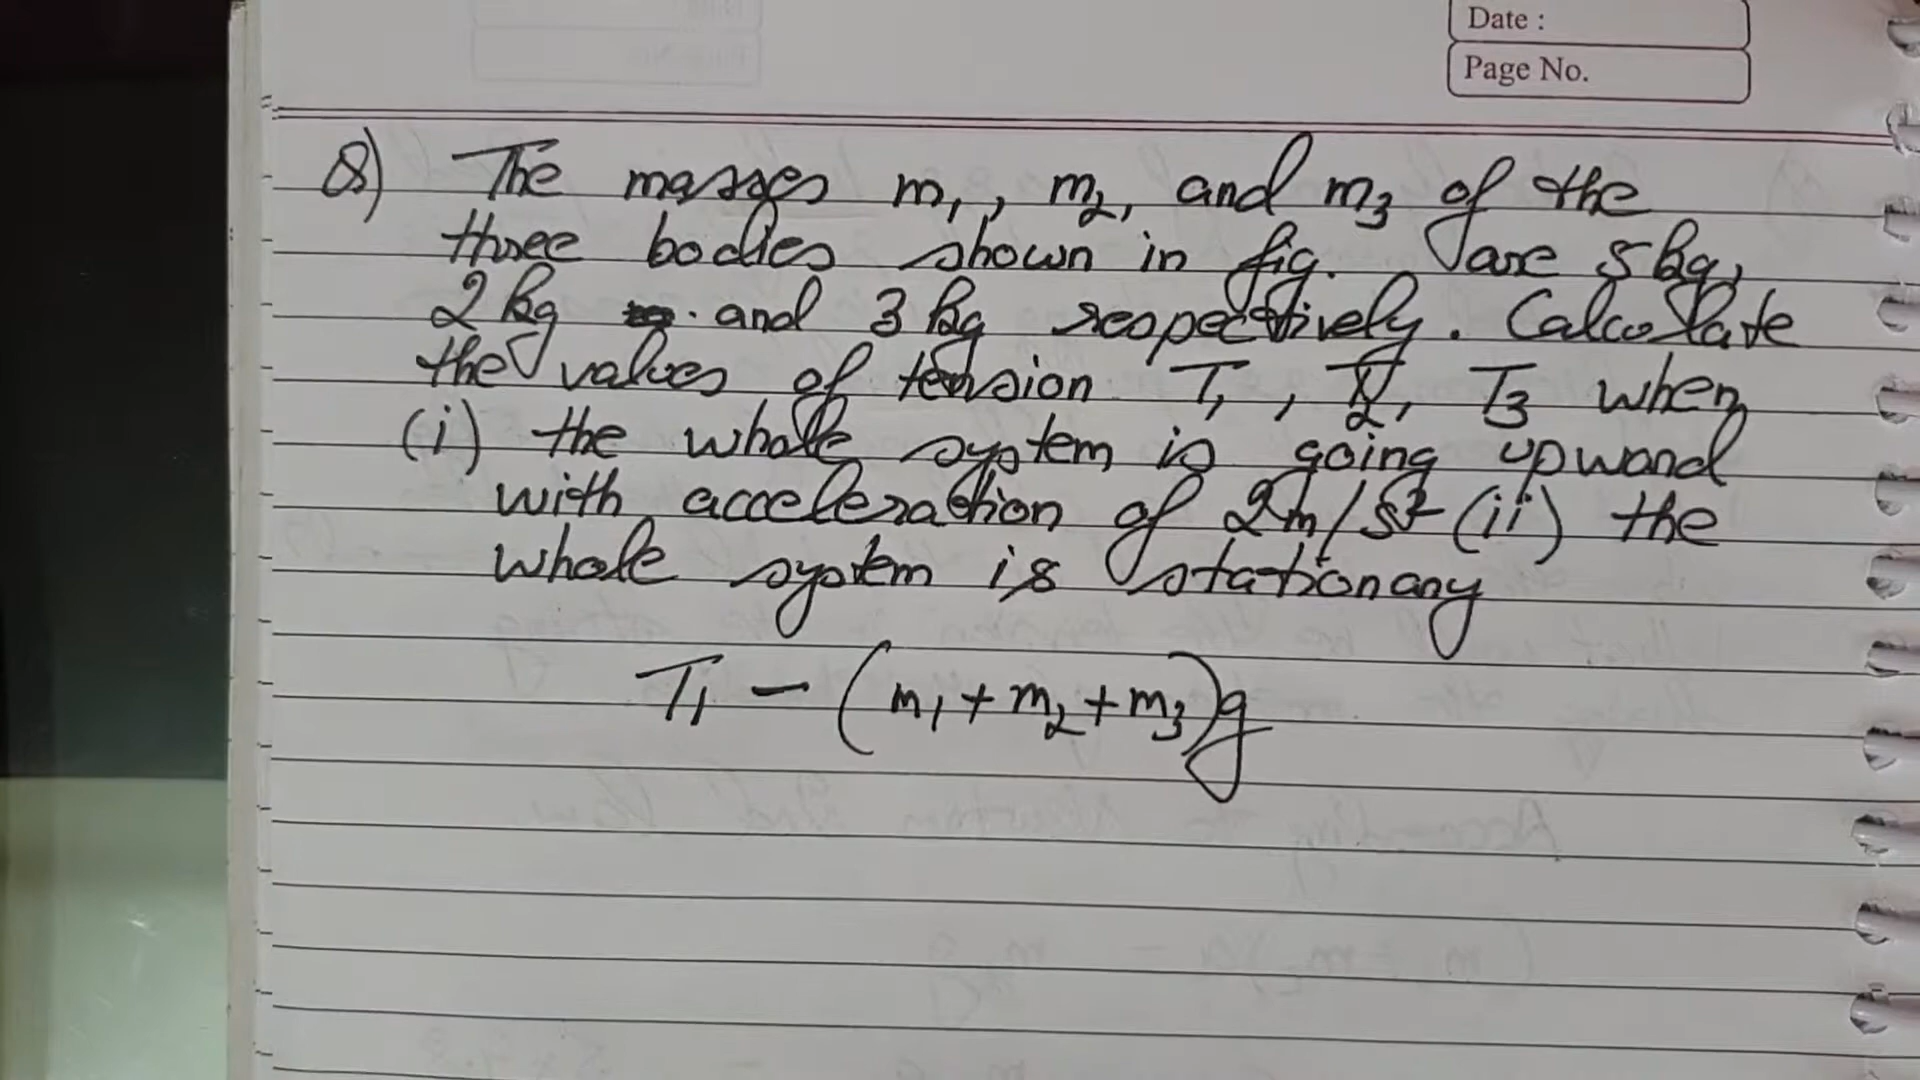 Date :
Page No.
Q) The masses m₁, m₂, and m₃ of the
three bodies shown in fig. are 5 kg,
2 kg and 3 kg respectively. Calculate
the values of tension T₁, T₂, T₃ when
(i) the whole system is going upward
with acceleration of 2m/s² (ii) the
whole system is stationary
T₁ - (m₁ + m₂ + m₃)g